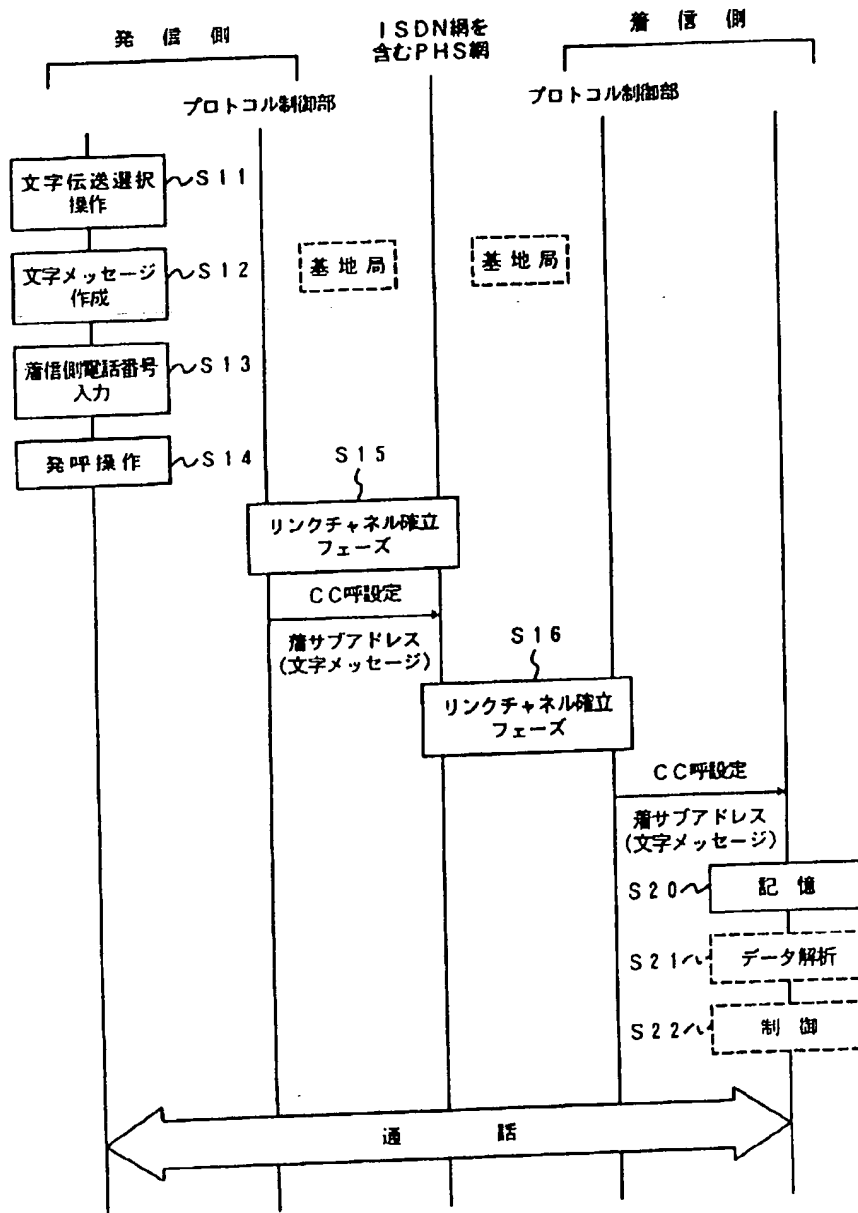 発信側
ISDN網を
含むPHS網
着信側
プロトコル制御部
プロトコル制御部
文字伝送選択
操作
S11
文字メッセージ
作成
S12
基地局
基地局
着信側電話番号
入力
S13
発呼操作
S14
S15
リンクチャネル確立
フェーズ
CC呼設定
着サブアドレス
(文字メッセージ)
S16
リンクチャネル確立
フェーズ
CC呼設定
着サブアドレス
(文字メッセージ)
S20
記憶
S21
データ解析
S22
制御
通話